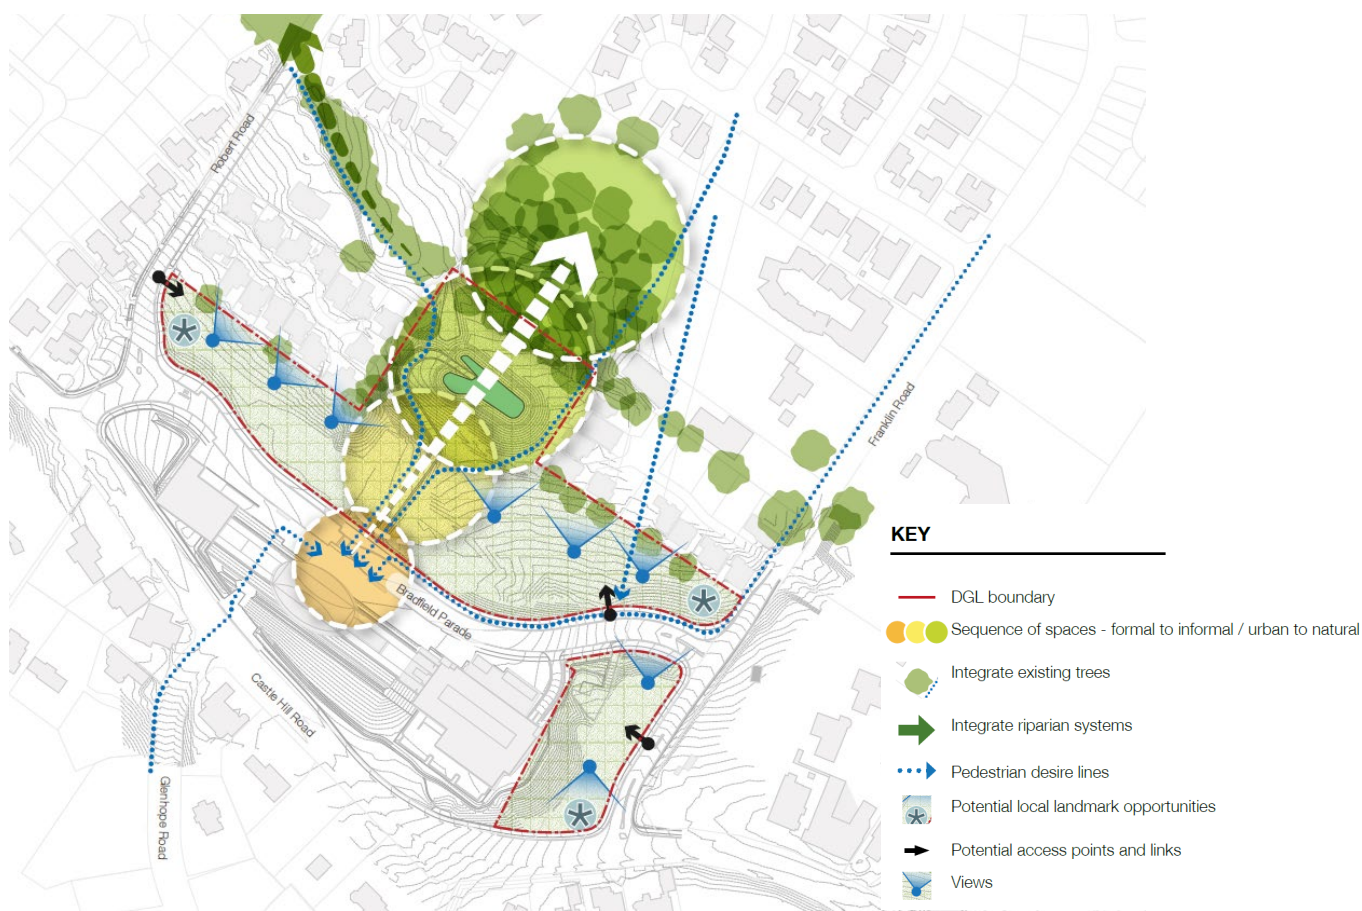 Robert Road
Franklin Road
Bradfield Parade
Castle Hill Road
Glenhope Road
KEY
DGL boundary
Sequence of spaces - formal to informal / urban to natural
Integrate existing trees
Integrate riparian systems
Pedestrian desire lines
Potential local landmark opportunities
Potential access points and links
Views